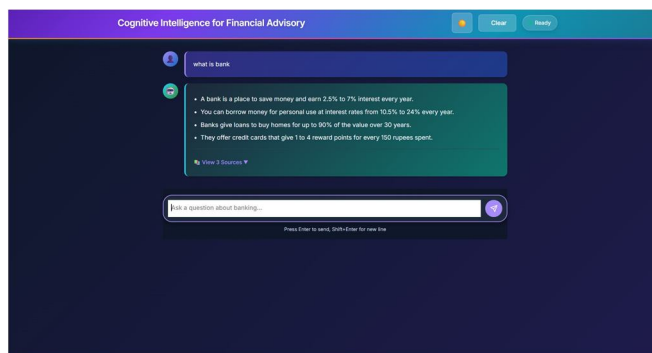 Cognitive Intelligence for Financial Advisory
Clear
Ready
what is bank
• A bank is a place to save money and earn 2.5% to 7% interest every year.
• You can borrow money for personal use at interest rates from 10.5% to 24% every year.
• Banks give loans to buy homes for up to 90% of the value over 30 years.
• They offer credit cards that give 1 to 4 reward points for every 150 rupees spent.
View 3 Sources ▼
Ask a question about banking...
Press Enter to send, Shift+Enter for new line